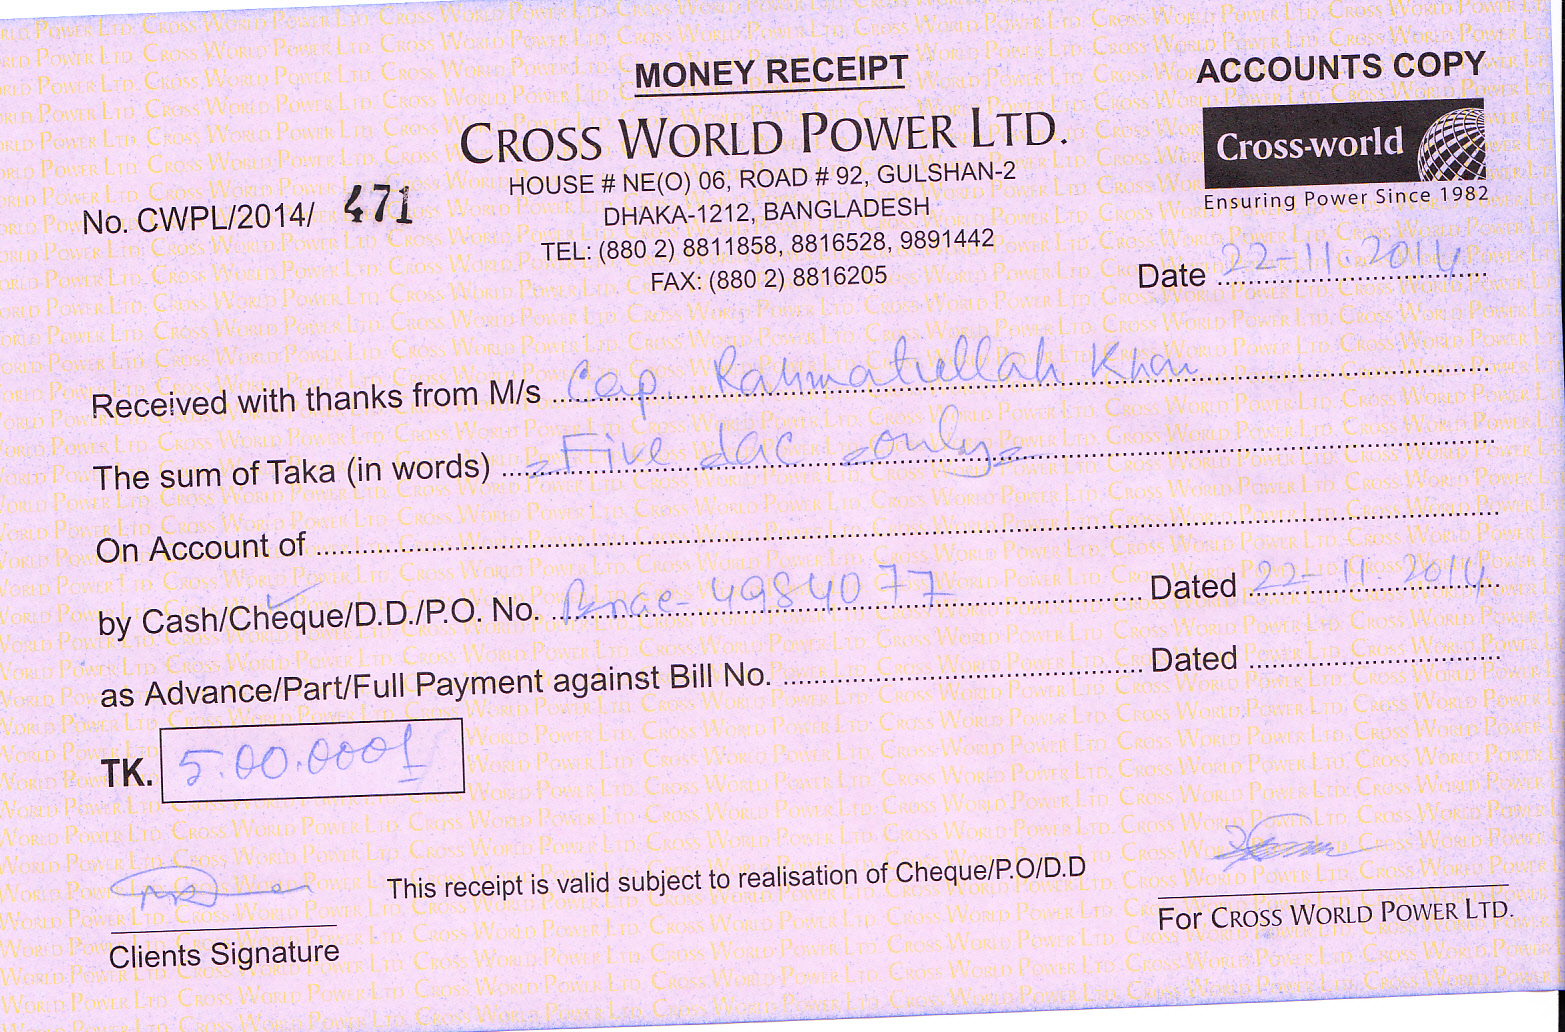 MONEY RECEIPT
ACCOUNTS COPY
CROSS WORLD POWER LTD.
Cross-world
Ensuring Power Since 1982
HOUSE # NE(O) 06, ROAD # 92, GULSHAN-2
DHAKA-1212, BANGLADESH
TEL: (880 2) 8811858, 8816528, 9891442
FAX: (880 2) 8816205
No. CWPL/2014/ 471
Date 22-11.2014
Received with thanks from M/s Cap. Rahmatullah Khan
The sum of Taka (in words) = Five lac =only=
On Account of
by Cash/Cheque/D.D./P.O. No. 4984077 Dated 22-11.2014
as Advance/Part/Full Payment against Bill No. Dated
TK. 5.00.000/
This receipt is valid subject to realisation of Cheque/P.O/D.D
Clients Signature
For CROSS WORLD POWER LTD.